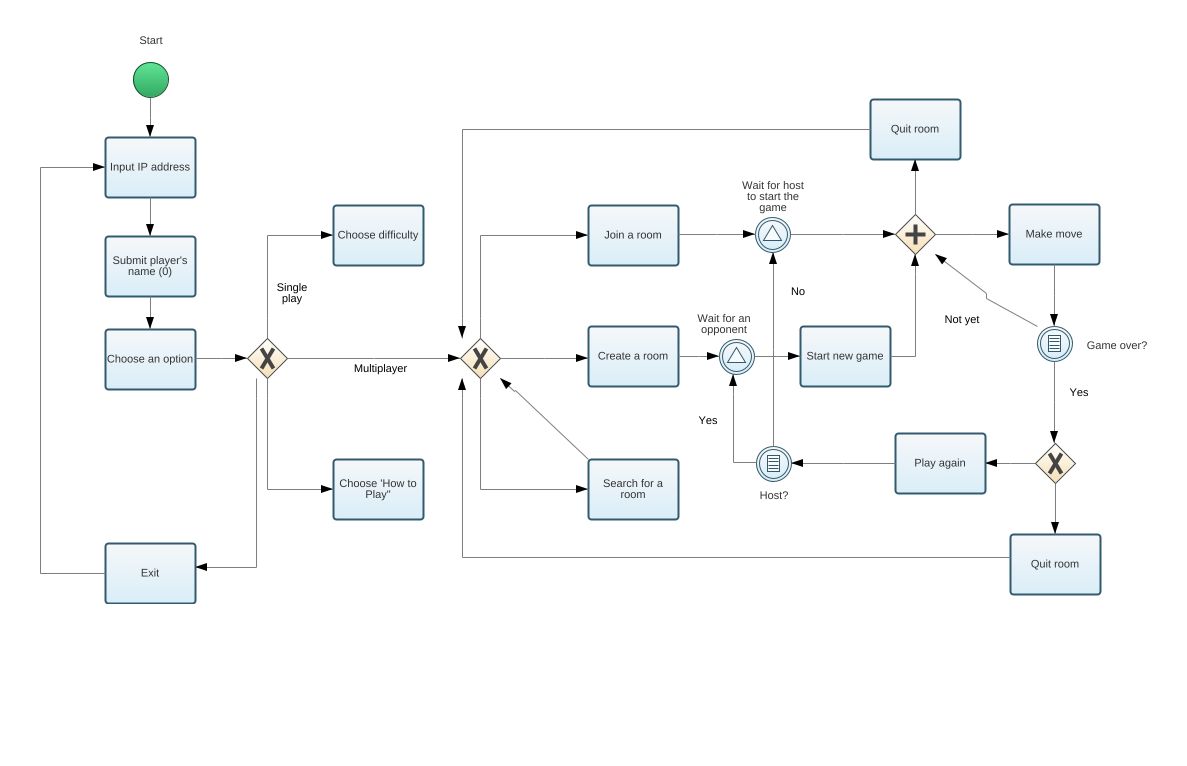 Start
Input IP address
Submit player's
name (0)
Choose an option
Exit
Single
play
Choose difficulty
Choose 'How to
Play"
Multiplayer
Join a room
Create a room
Search for a
room
Wait for host
to start the
game
Wait for an
opponent
No
Yes
Start new game
Host?
Quit room
Make move
Not yet
Game over?
Yes
Play again
Quit room